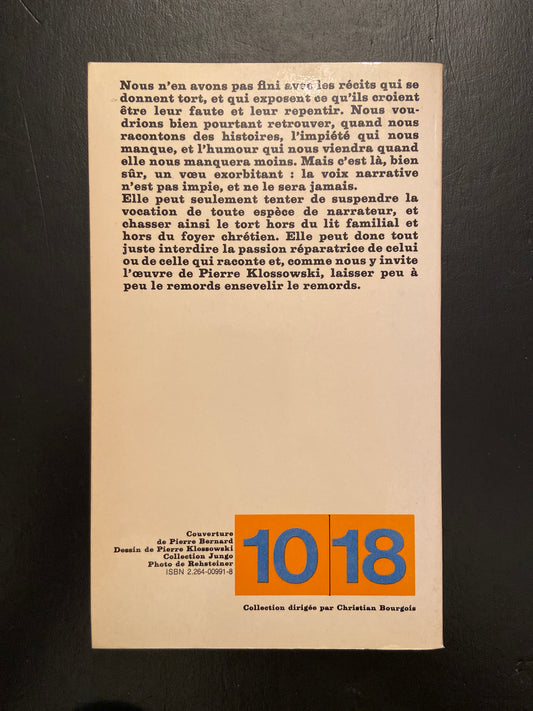 Nous n'en avons pas fini avec les récits qui se
donnent tort, et qui exposent ce qu'ils croient
être leur faute et leur repentir. Nous vou-
drions bien pourtant retrouver, quand nous
racontons des histoires, l'impiété qui nous
manque, et l'humour qui nous viendra quand
elle nous manquera moins. Mais c'est là, bien
sûr, un vœu exorbitant : la voix narrative
n'est pas impie, et ne le sera jamais.
Elle peut seulement tenter de suspendre la
vocation de toute espèce de narrateur, et
chasser ainsi le tort hors du lit familial et
hors du foyer chrétien. Elle peut donc tout
juste interdire la passion réparatrice de celui
ou de celle qui raconte et, comme nous y invite
l'œuvre de Pierre Klossowski, laisser peu à
peu le remords ensevelir le remords.
Couverture
de Pierre Bernard
Dessin de Pierre Klossowski
Collection Jungo
Photo de Rehsteiner
ISBN 2.264-00991-8
10 18
Collection dirigée par Christian Bourgois